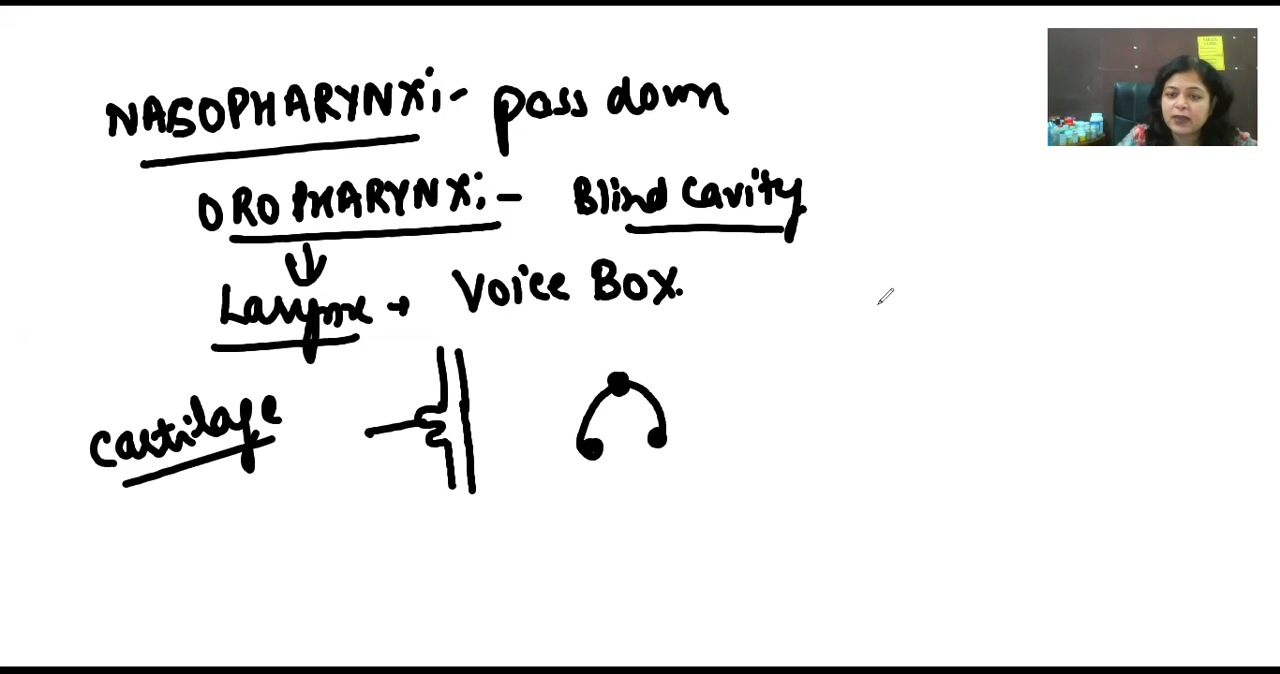 NASOPHARYNX:- pass down
OROPHARYNX:- Blind Cavity
Larynx → Voice Box.
Cartilage